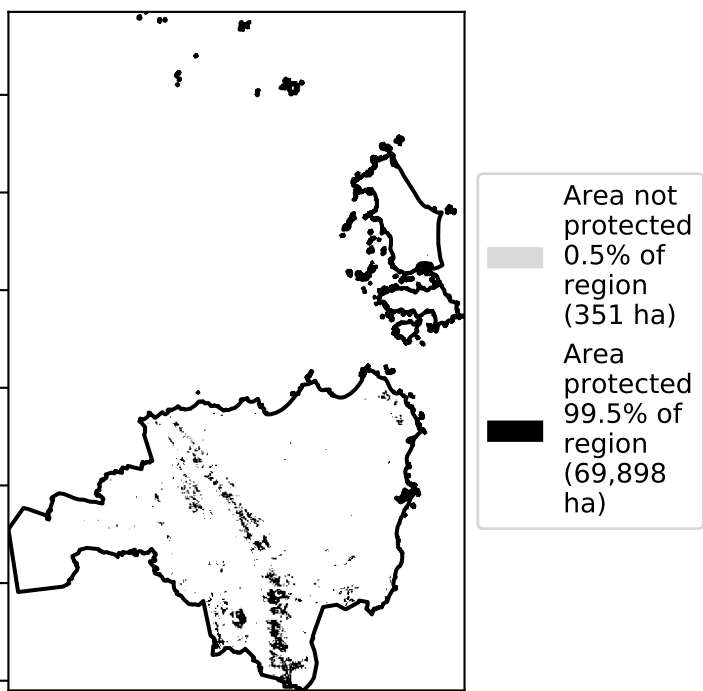 Area not
protected
0.5% of
region
(351 ha)
Area
protected
99.5% of
region
(69,898
ha)